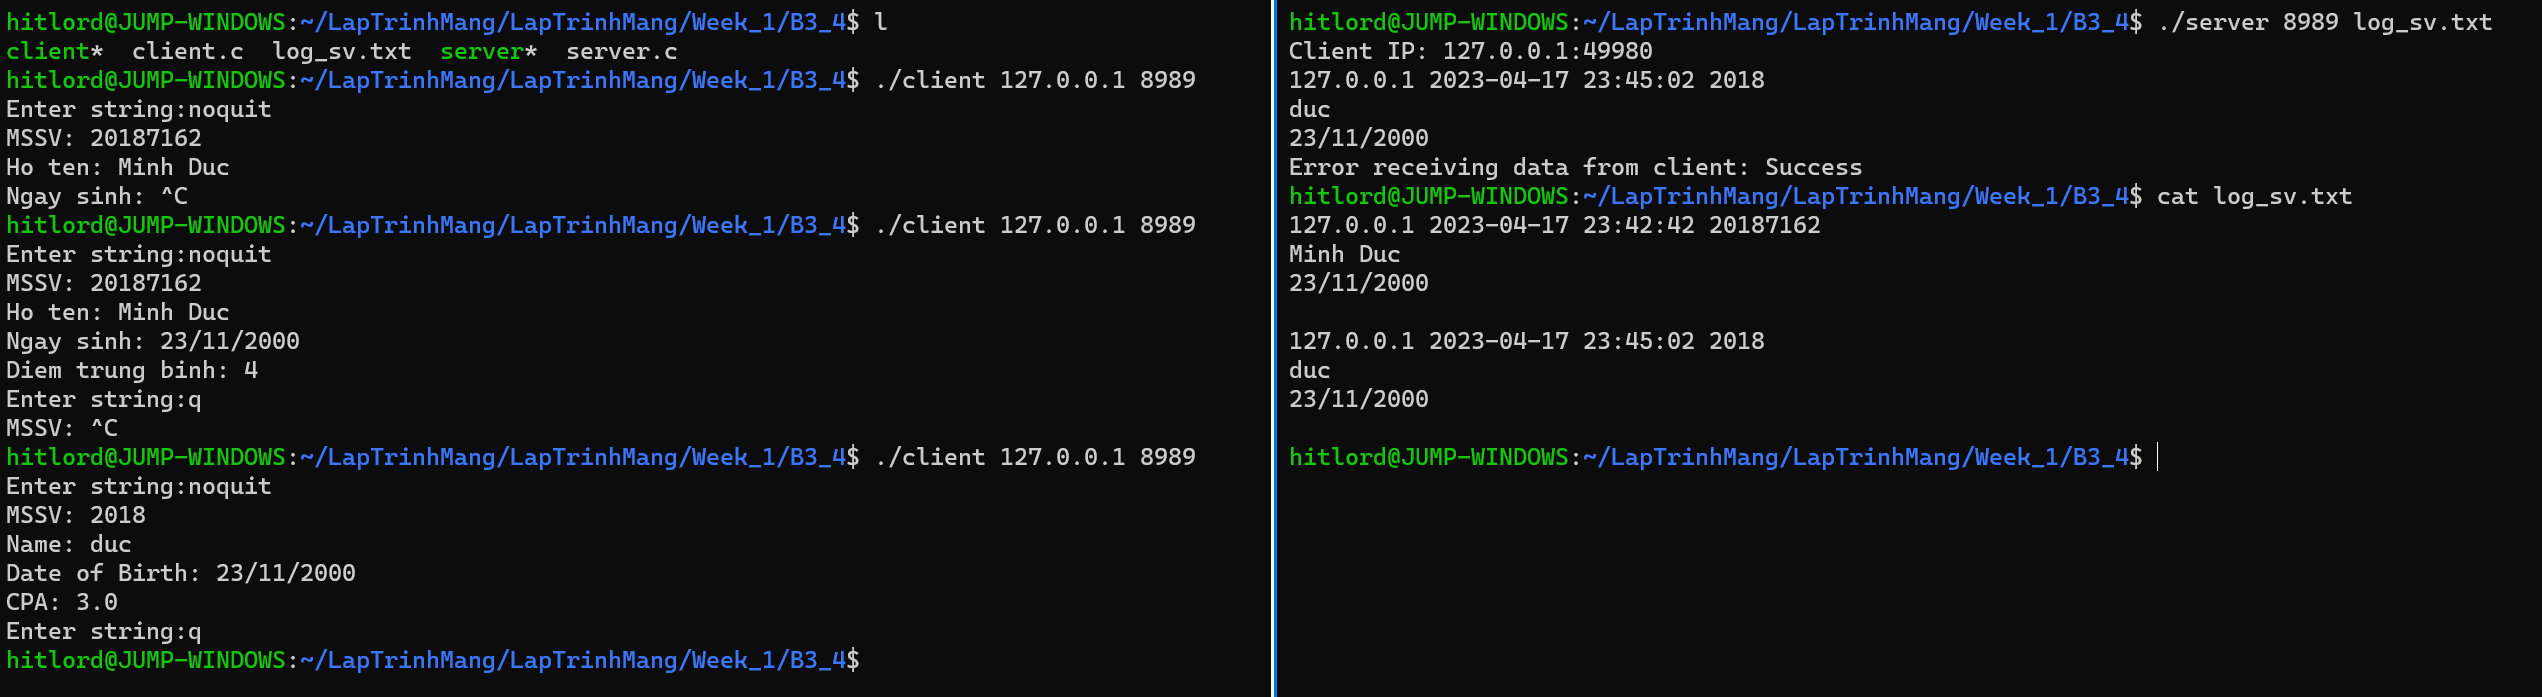 hitlord@JUMP-WINDOWS:~/LapTrinhMang/LapTrinhMang/Week_1/B3_4$ l
client*  client.c  log_sv.txt  server*  server.c
hitlord@JUMP-WINDOWS:~/LapTrinhMang/LapTrinhMang/Week_1/B3_4$ ./client 127.0.0.1 8989
Enter string:noquit
MSSV: 20187162
Ho ten: Minh Duc
Ngay sinh: ^C
hitlord@JUMP-WINDOWS:~/LapTrinhMang/LapTrinhMang/Week_1/B3_4$ ./client 127.0.0.1 8989
Enter string:noquit
MSSV: 20187162
Ho ten: Minh Duc
Ngay sinh: 23/11/2000
Diem trung binh: 4
Enter string:q
MSSV: ^C
hitlord@JUMP-WINDOWS:~/LapTrinhMang/LapTrinhMang/Week_1/B3_4$ ./client 127.0.0.1 8989
Enter string:noquit
MSSV: 2018
Name: duc
Date of Birth: 23/11/2000
CPA: 3.0
Enter string:q
hitlord@JUMP-WINDOWS:~/LapTrinhMang/LapTrinhMang/Week_1/B3_4$
hitlord@JUMP-WINDOWS:~/LapTrinhMang/LapTrinhMang/Week_1/B3_4$ ./server 8989 log_sv.txt
Client IP: 127.0.0.1:49980
127.0.0.1 2023-04-17 23:45:02 2018
duc
23/11/2000
Error receiving data from client: Success
hitlord@JUMP-WINDOWS:~/LapTrinhMang/LapTrinhMang/Week_1/B3_4$ cat log_sv.txt
127.0.0.1 2023-04-17 23:42:42 20187162
Minh Duc
23/11/2000
127.0.0.1 2023-04-17 23:45:02 2018
duc
23/11/2000
hitlord@JUMP-WINDOWS:~/LapTrinhMang/LapTrinhMang/Week_1/B3_4$